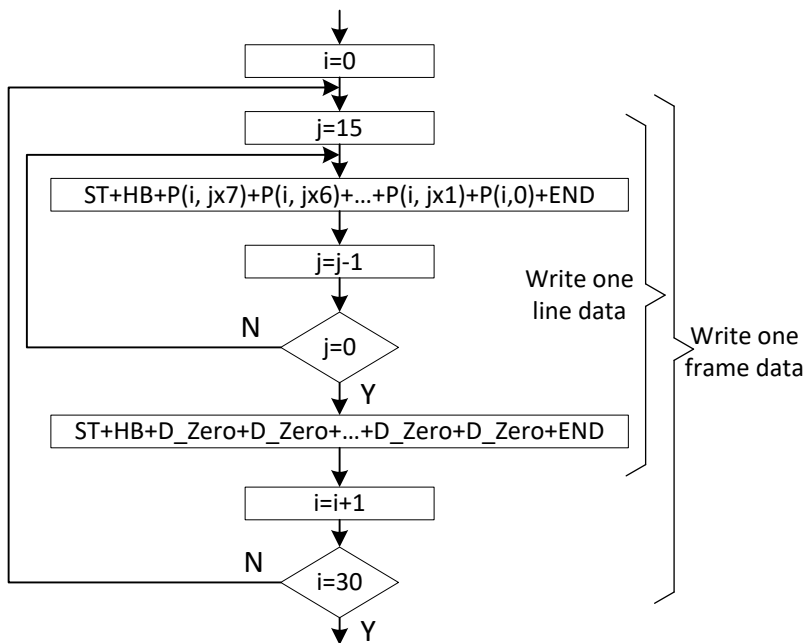 i=0
j=15
ST+HB+P(i, jx7)+P(i, jx6)+...+P(i, jx1)+P(i,0)+END
j=j-1
Write one
line data
N
j=0
Write one
frame data
Y
ST+HB+D_Zero+D_Zero+...+D_Zero+D_Zero+END
i=i+1
N
i=30
Y